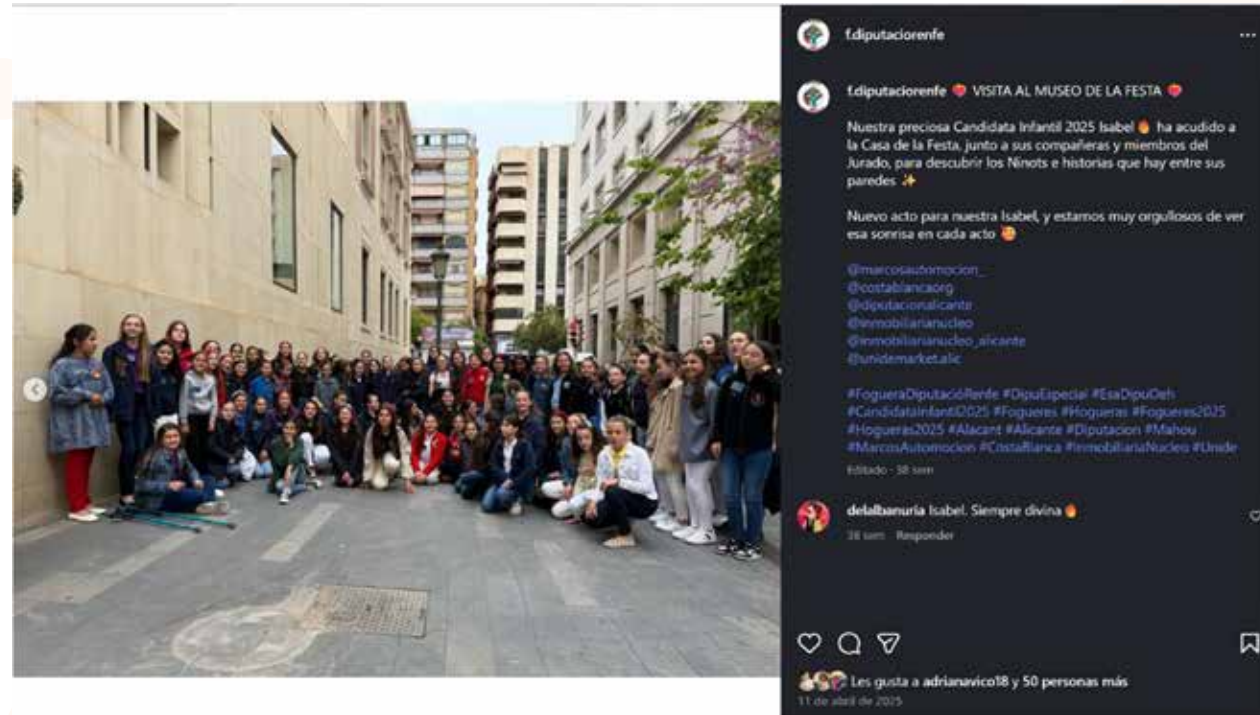 f.diputaciorenfe
f.diputaciorenfe 💝 VISITA AL MUSEO DE LA FESTA 💝
Nuestra preciosa Candidata Infantil 2025 Isabel 🔥 ha acudido a
la Casa de la Festa, junto a sus compañeras y miembros del
Jurado, para descubrir los Ninots e historias que hay entre sus
paredes ✨
Nuevo acto para nuestra Isabel, y estamos muy orgullosos de ver
esa sonrisa en cada acto 🥰
@marcosautomocion_
@costablancaorg
@diputacionalicante
@inmobiliarianucleo
@inmobiliarianucleo_alicante
@unidemarket.alic
#FogueraDiputacióRenfe #DipuEspecial #EsaDipuOeh
#CandidataInfantil2025 #Fogueres #Hogueras #Fogueres2025
#Hogueras2025 #Alacant #Alicante #Diputacion #Mahou
#MarcosAutomocion #CostaBlanca #InmobiliariaNucleo #Unide
Editado · 38 sem
delalbanuria Isabel. Siempre divina 🔥
38 sem Responder
Les gusta a adrianavico18 y 50 personas más
11 de abril de 2025